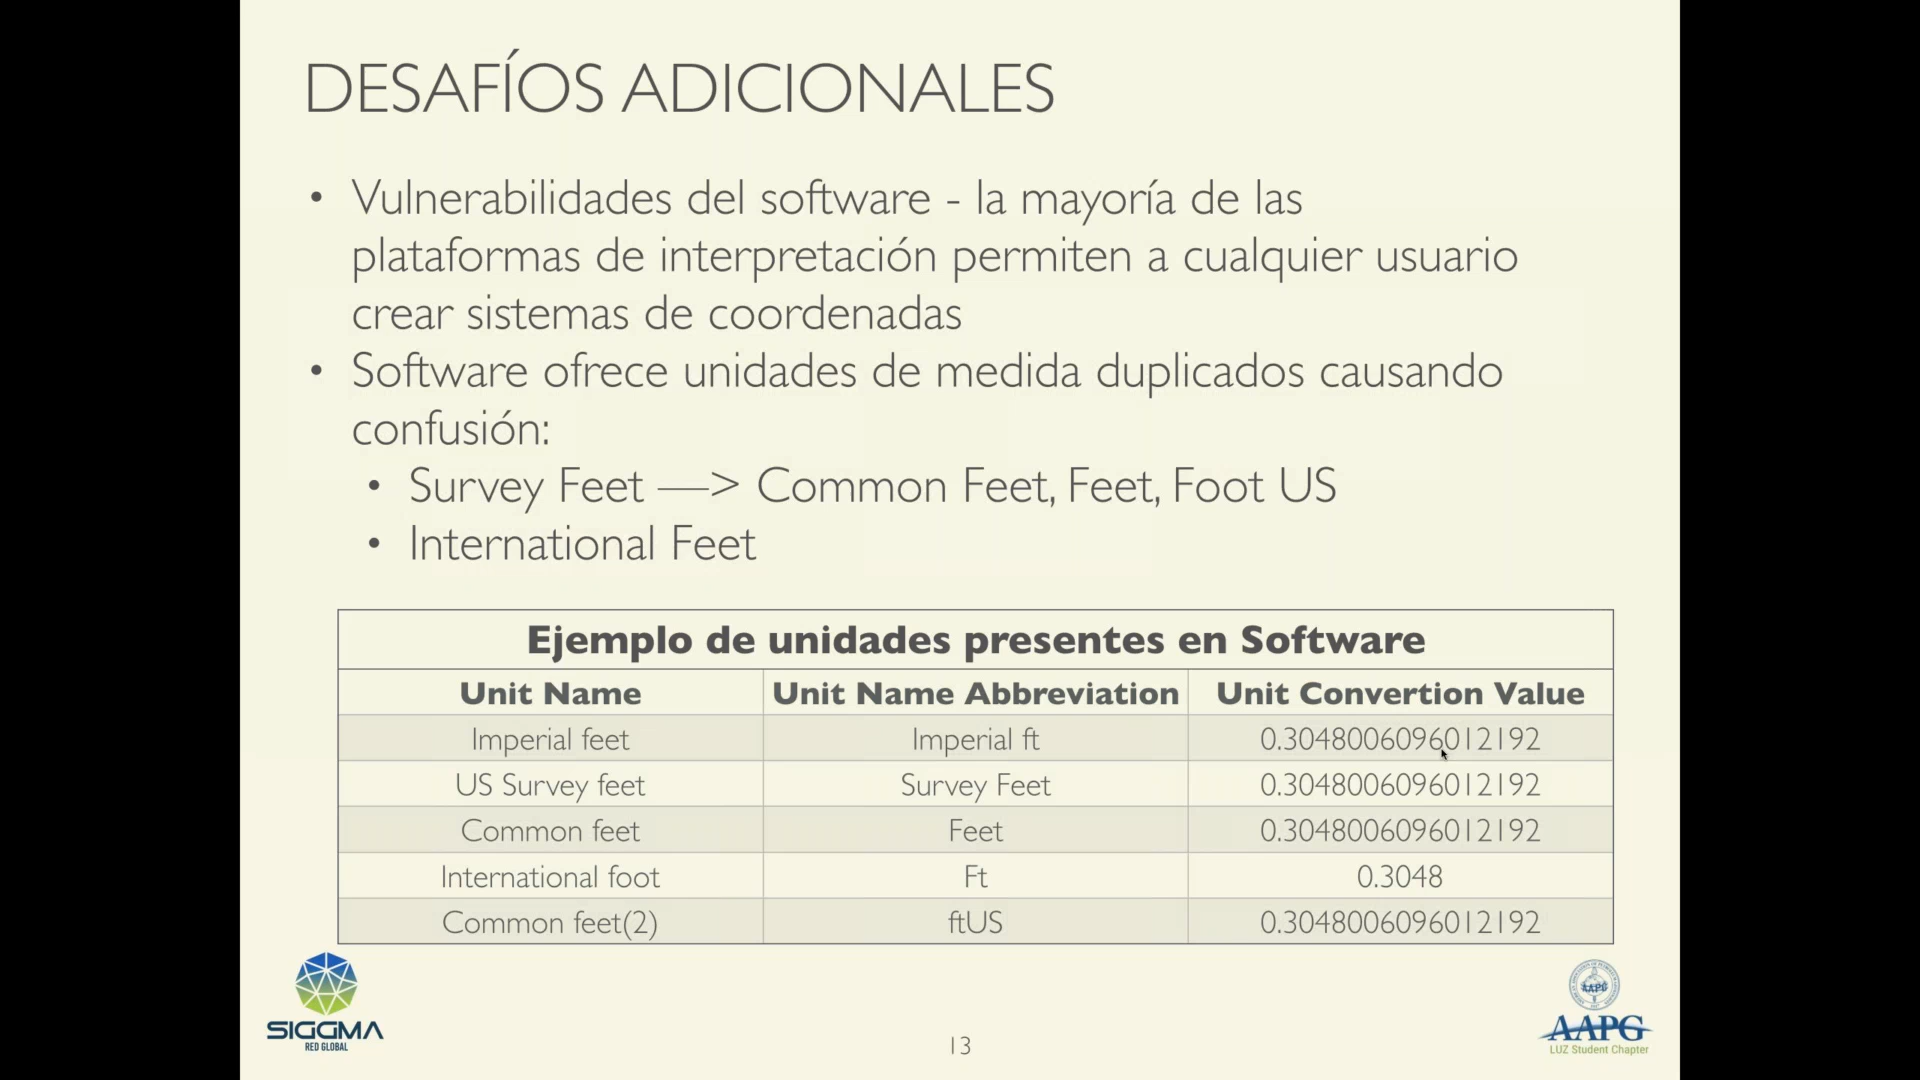 DESAFÍOS ADICIONALES
• Vulnerabilidades del software - la mayoría de las
plataformas de interpretación permiten a cualquier usuario
crear sistemas de coordenadas
• Software ofrece unidades de medida duplicados causando
confusión:
• Survey Feet —> Common Feet, Feet, Foot US
• International Feet
Ejemplo de unidades presentes en Software
Unit Name Unit Name Abbreviation Unit Convertion Value
Imperial feet Imperial ft 0.3048006096012192
US Survey feet Survey Feet 0.3048006096012192
Common feet Feet 0.3048006096012192
International foot Ft 0.3048
Common feet(2) ftUS 0.3048006096012192
SIGGMA
RED GLOBAL
13
AAPG
AAPG
LUZ Student Chapter